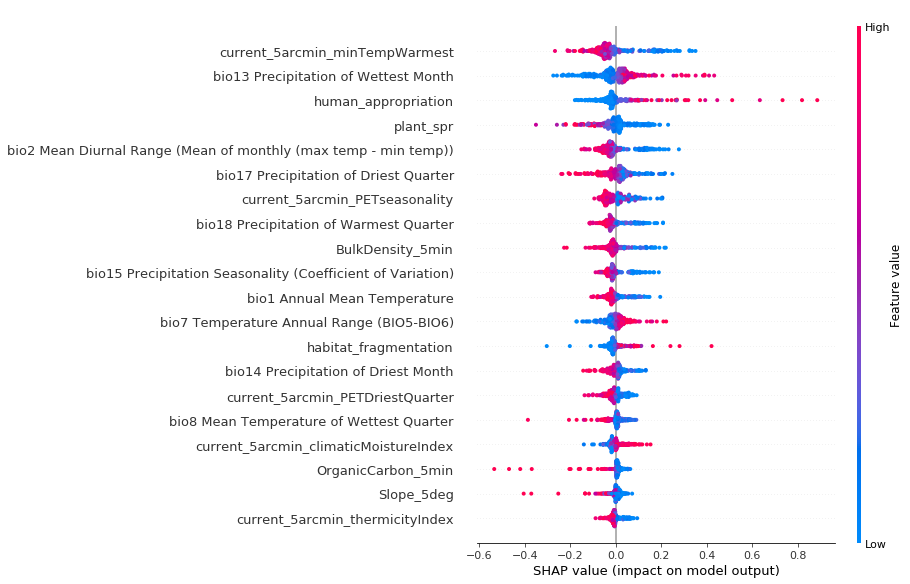 High
current_5arcmin_minTempWarmest
bio13 Precipitation of Wettest Month
human_appropriation
plant_spr
bio2 Mean Diurnal Range (Mean of monthly (max temp - min temp))
bio17 Precipitation of Driest Quarter
current_5arcmin_PETseasonality
bio18 Precipitation of Warmest Quarter
BulkDensity_5min
bio15 Precipitation Seasonality (Coefficient of Variation)
bio1 Annual Mean Temperature
bio7 Temperature Annual Range (BIO5-BIO6)
habitat_fragmentation
bio14 Precipitation of Driest Month
current_5arcmin_PETDriestQuarter
bio8 Mean Temperature of Wettest Quarter
current_5arcmin_climaticMoistureIndex
OrganicCarbon_5min
Slope_5deg
current_5arcmin_thermicityIndex
Feature value
Low
−0.6 −0.4 −0.2 0.0 0.2 0.4 0.6 0.8
SHAP value (impact on model output)